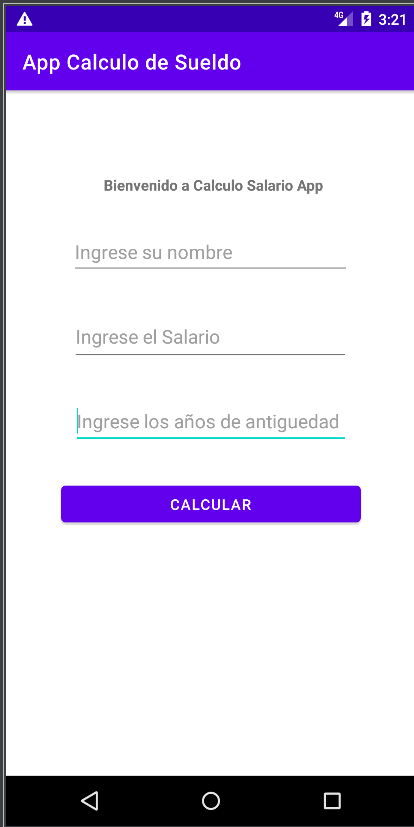 4G 3:21
App Calculo de Sueldo
Bienvenido a Calculo Salario App
Ingrese su nombre
Ingrese el Salario
Ingrese los años de antiguedad
CALCULAR